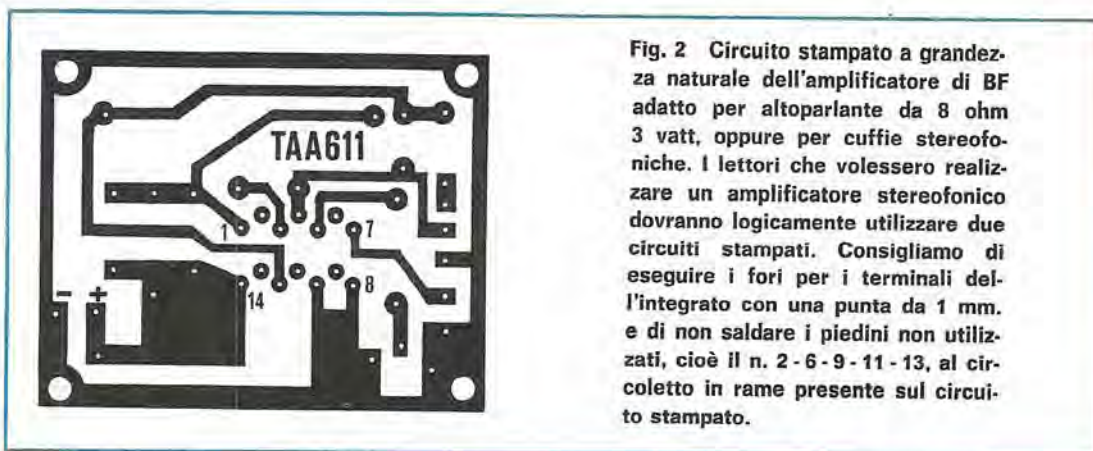 TAA611
1
7
14
8
- +
Fig. 2 Circuito stampato a grandez-
za naturale dell'amplificatore di BF
adatto per altoparlante da 8 ohm
3 vatt, oppure per cuffie stereofo-
niche. I lettori che volessero realiz-
zare un amplificatore stereofonico
dovranno logicamente utilizzare due
circuiti stampati. Consigliamo di
eseguire i fori per i terminali del-
l'integrato con una punta da 1 mm.
e di non saldare i piedini non utiliz-
zati, cioè il n. 2 - 6 - 9 - 11 - 13, al cir-
coletto in rame presente sul circui-
to stampato.